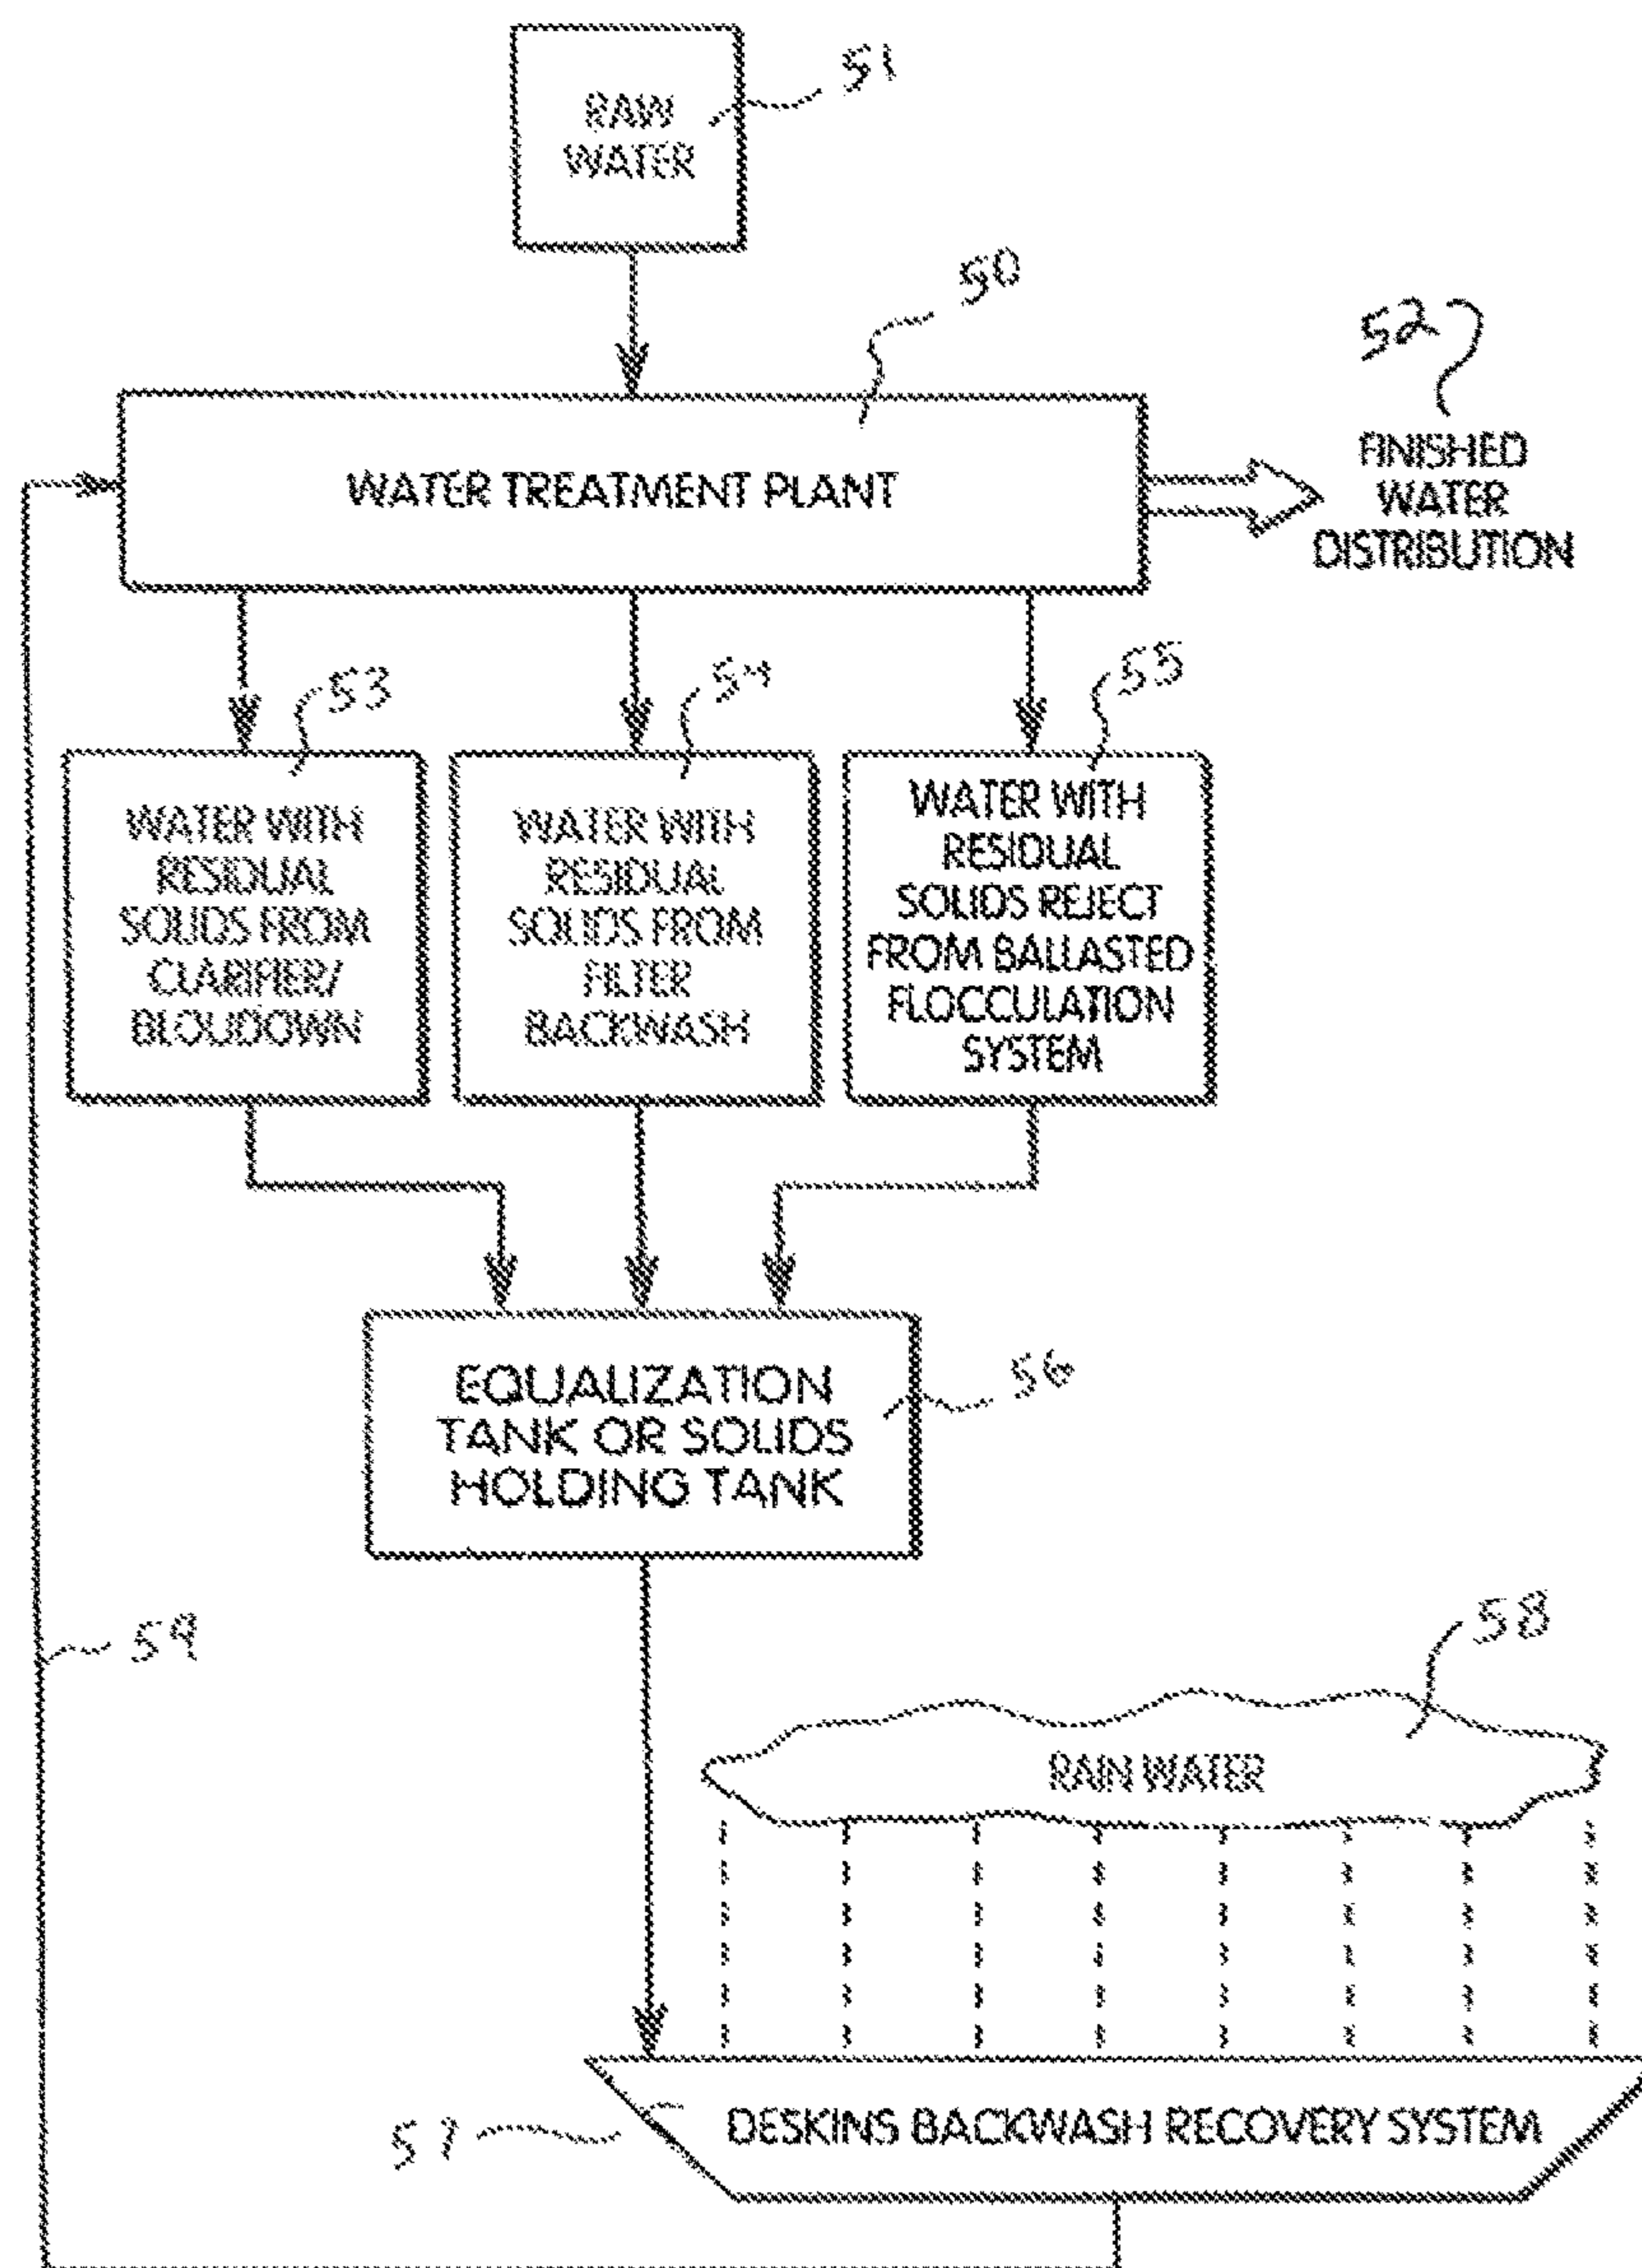 51
RAW
WATER
50
52
WATER TREATMENT PLANT
FINISHED
WATER
DISTRIBUTION
53
54
55
WATER WITH
RESIDUAL
SOLIDS FROM
CLARIFIER/
BLOUDOWN
WATER WITH
RESIDUAL
SOLIDS FROM
FILTER
BACKWASH
WATER WITH
RESIDUAL
SOLIDS REJECT
FROM BALLASTED
FLOCCULATION
SYSTEM
EQUALIZATION
TANK OR SOLIDS
HOLDING TANK
56
59
58
RAIN WATER
57
DESKINS BACKWASH RECOVERY SYSTEM